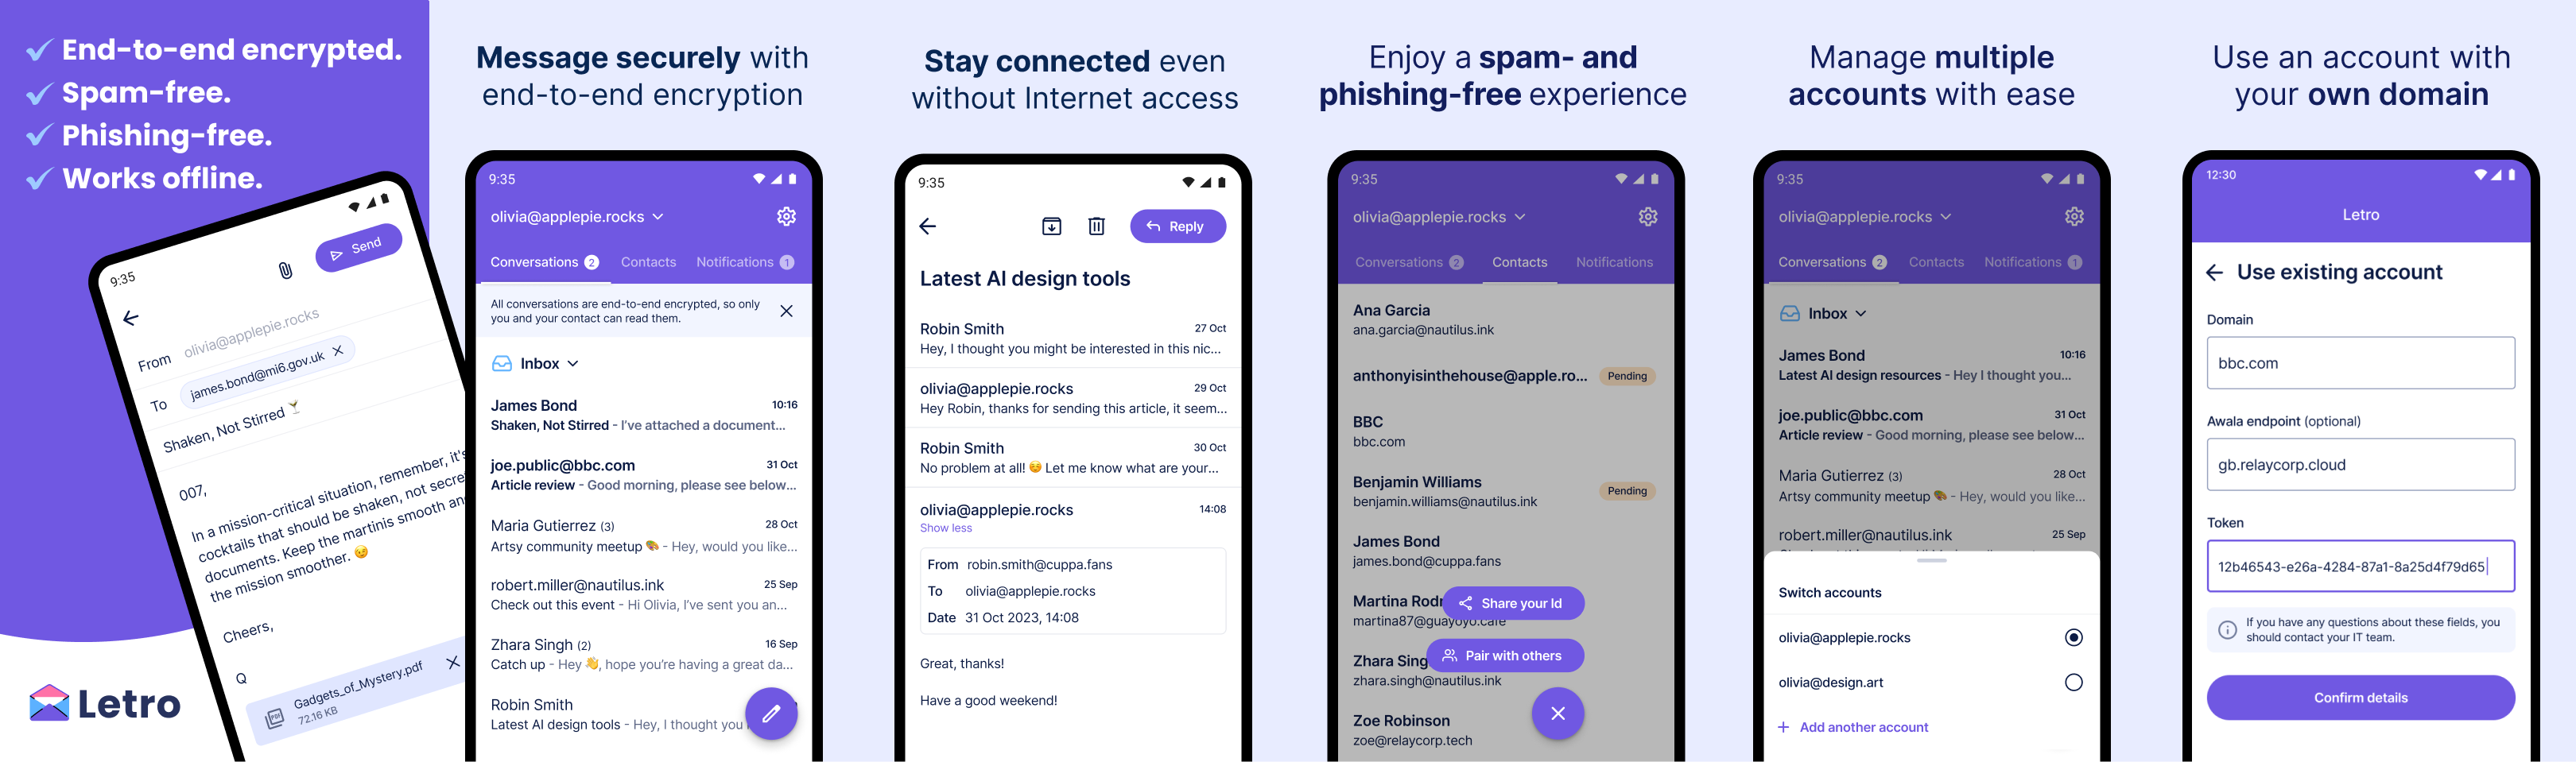 End-to-end encrypted.
Spam-free.
Phishing-free.
Works offline.
9:35
Send
From olivia@applepie.rocks
To james.bond@mi6.gov.uk
Shaken, Not Stirred 🍸
007,
In a mission-critical situation, remember, it's
cocktails that should be shaken, not secre
documents. Keep the martinis smooth an
the mission smoother. 😉
Cheers,
Q
Gadgets_of_Mystery.pdf
72.16 KB
Letro
Message securely with
end-to-end encryption
9:35
olivia@applepie.rocks
Conversations 2 Contacts Notifications 1
All conversations are end-to-end encrypted, so only
you and your contact can read them.
Inbox
James Bond 10:16
Shaken, Not Stirred - I've attached a document...
joe.public@bbc.com 31 Oct
Article review - Good morning, please see below...
Maria Gutierrez (3) 28 Oct
Artsy community meetup 🎨 - Hey, would you like...
robert.miller@nautilus.ink 25 Sep
Check out this event - Hi Olivia, I've sent you an...
Zhara Singh (2) 16 Sep
Catch up - Hey 👋, hope you're having a great da...
Robin Smith
Latest AI design tools - Hey, I thought you
Stay connected even
without Internet access
9:35
Reply
Latest AI design tools
Robin Smith 27 Oct
Hey, I thought you might be interested in this nic...
olivia@applepie.rocks 29 Oct
Hey Robin, thanks for sending this article, it seem...
Robin Smith 30 Oct
No problem at all! ☺️ Let me know what are your...
olivia@applepie.rocks 14:08
Show less
From robin.smith@cuppa.fans
To olivia@applepie.rocks
Date 31 Oct 2023, 14:08
Great, thanks!
Have a good weekend!
Enjoy a spam- and
phishing-free experience
9:35
olivia@applepie.rocks
Conversations 2 Contacts Notifications
Ana Garcia
ana.garcia@nautilus.ink
anthonyisinthehouse@apple.ro... Pending
BBC
bbc.com
Benjamin Williams
benjamin.williams@nautilus.ink Pending
James Bond
james.bond@cuppa.fans
Martina Rodr
Share your Id
martina87@guayoyo.cafe
Zhara Sing
Pair with others
zhara.singh@nautilus.ink
Zoe Robinson
zoe@relaycorp.tech
Manage multiple
accounts with ease
9:35
olivia@applepie.rocks
Conversations 2 Contacts Notifications 1
Inbox
James Bond 10:16
Latest AI design resources - Hey I thought you...
joe.public@bbc.com 31 Oct
Article review - Good morning, please see below...
Maria Gutierrez (3) 28 Oct
Artsy community meetup 🎨 - Hey, would you like...
robert.miller@nautilus.ink 25 Sep
Switch accounts
olivia@applepie.rocks
olivia@design.art
+ Add another account
Use an account with
your own domain
12:30
Letro
Use existing account
Domain
bbc.com
Awala endpoint (optional)
gb.relaycorp.cloud
Token
12b46543-e26a-4284-87a1-8a25d4f79d65
If you have any questions about these fields, you
should contact your IT team.
Confirm details